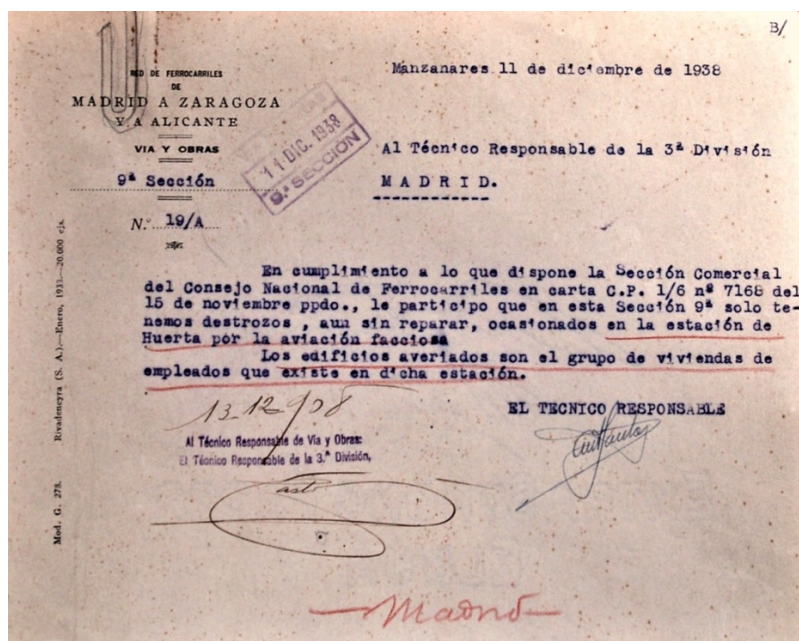 B/
RED DE FERROCARRILES
DE
MADRID A ZARAGOZA
Y A ALICANTE
VIA Y OBRAS
9ª Sección
N.º 19/A
Manzanares 11 de diciembre de 1938
11 DIC. 1938
9.ª SECCIÓN
Al Técnico Responsable de la 3ª División
M A D R I D.
En cumplimiento a lo que dispone la Sección Comercial
del Consejo Nacional de Ferrocarriles en carta C.P. 1/6 nº 7168 del
15 de noviembre ppdo., le participo que en esta Sección 9ª solo te-
nemos destrozos , aun sin reparar, ocasionados en la estación de
Huerta por la aviación facciosa
Los edificios averiados son el grupo de viviendas de
empleados que existe en dicha estación.
EL TECNICO RESPONSABLE
13-12-938
Al Técnico Responsable de Via y Obras:
El Técnico Responsable de la 3.ª División,
Madrid
Mod. G. 278. Rivadeneyra (S. A.).—Enero, 1933.—20.000 ejs.